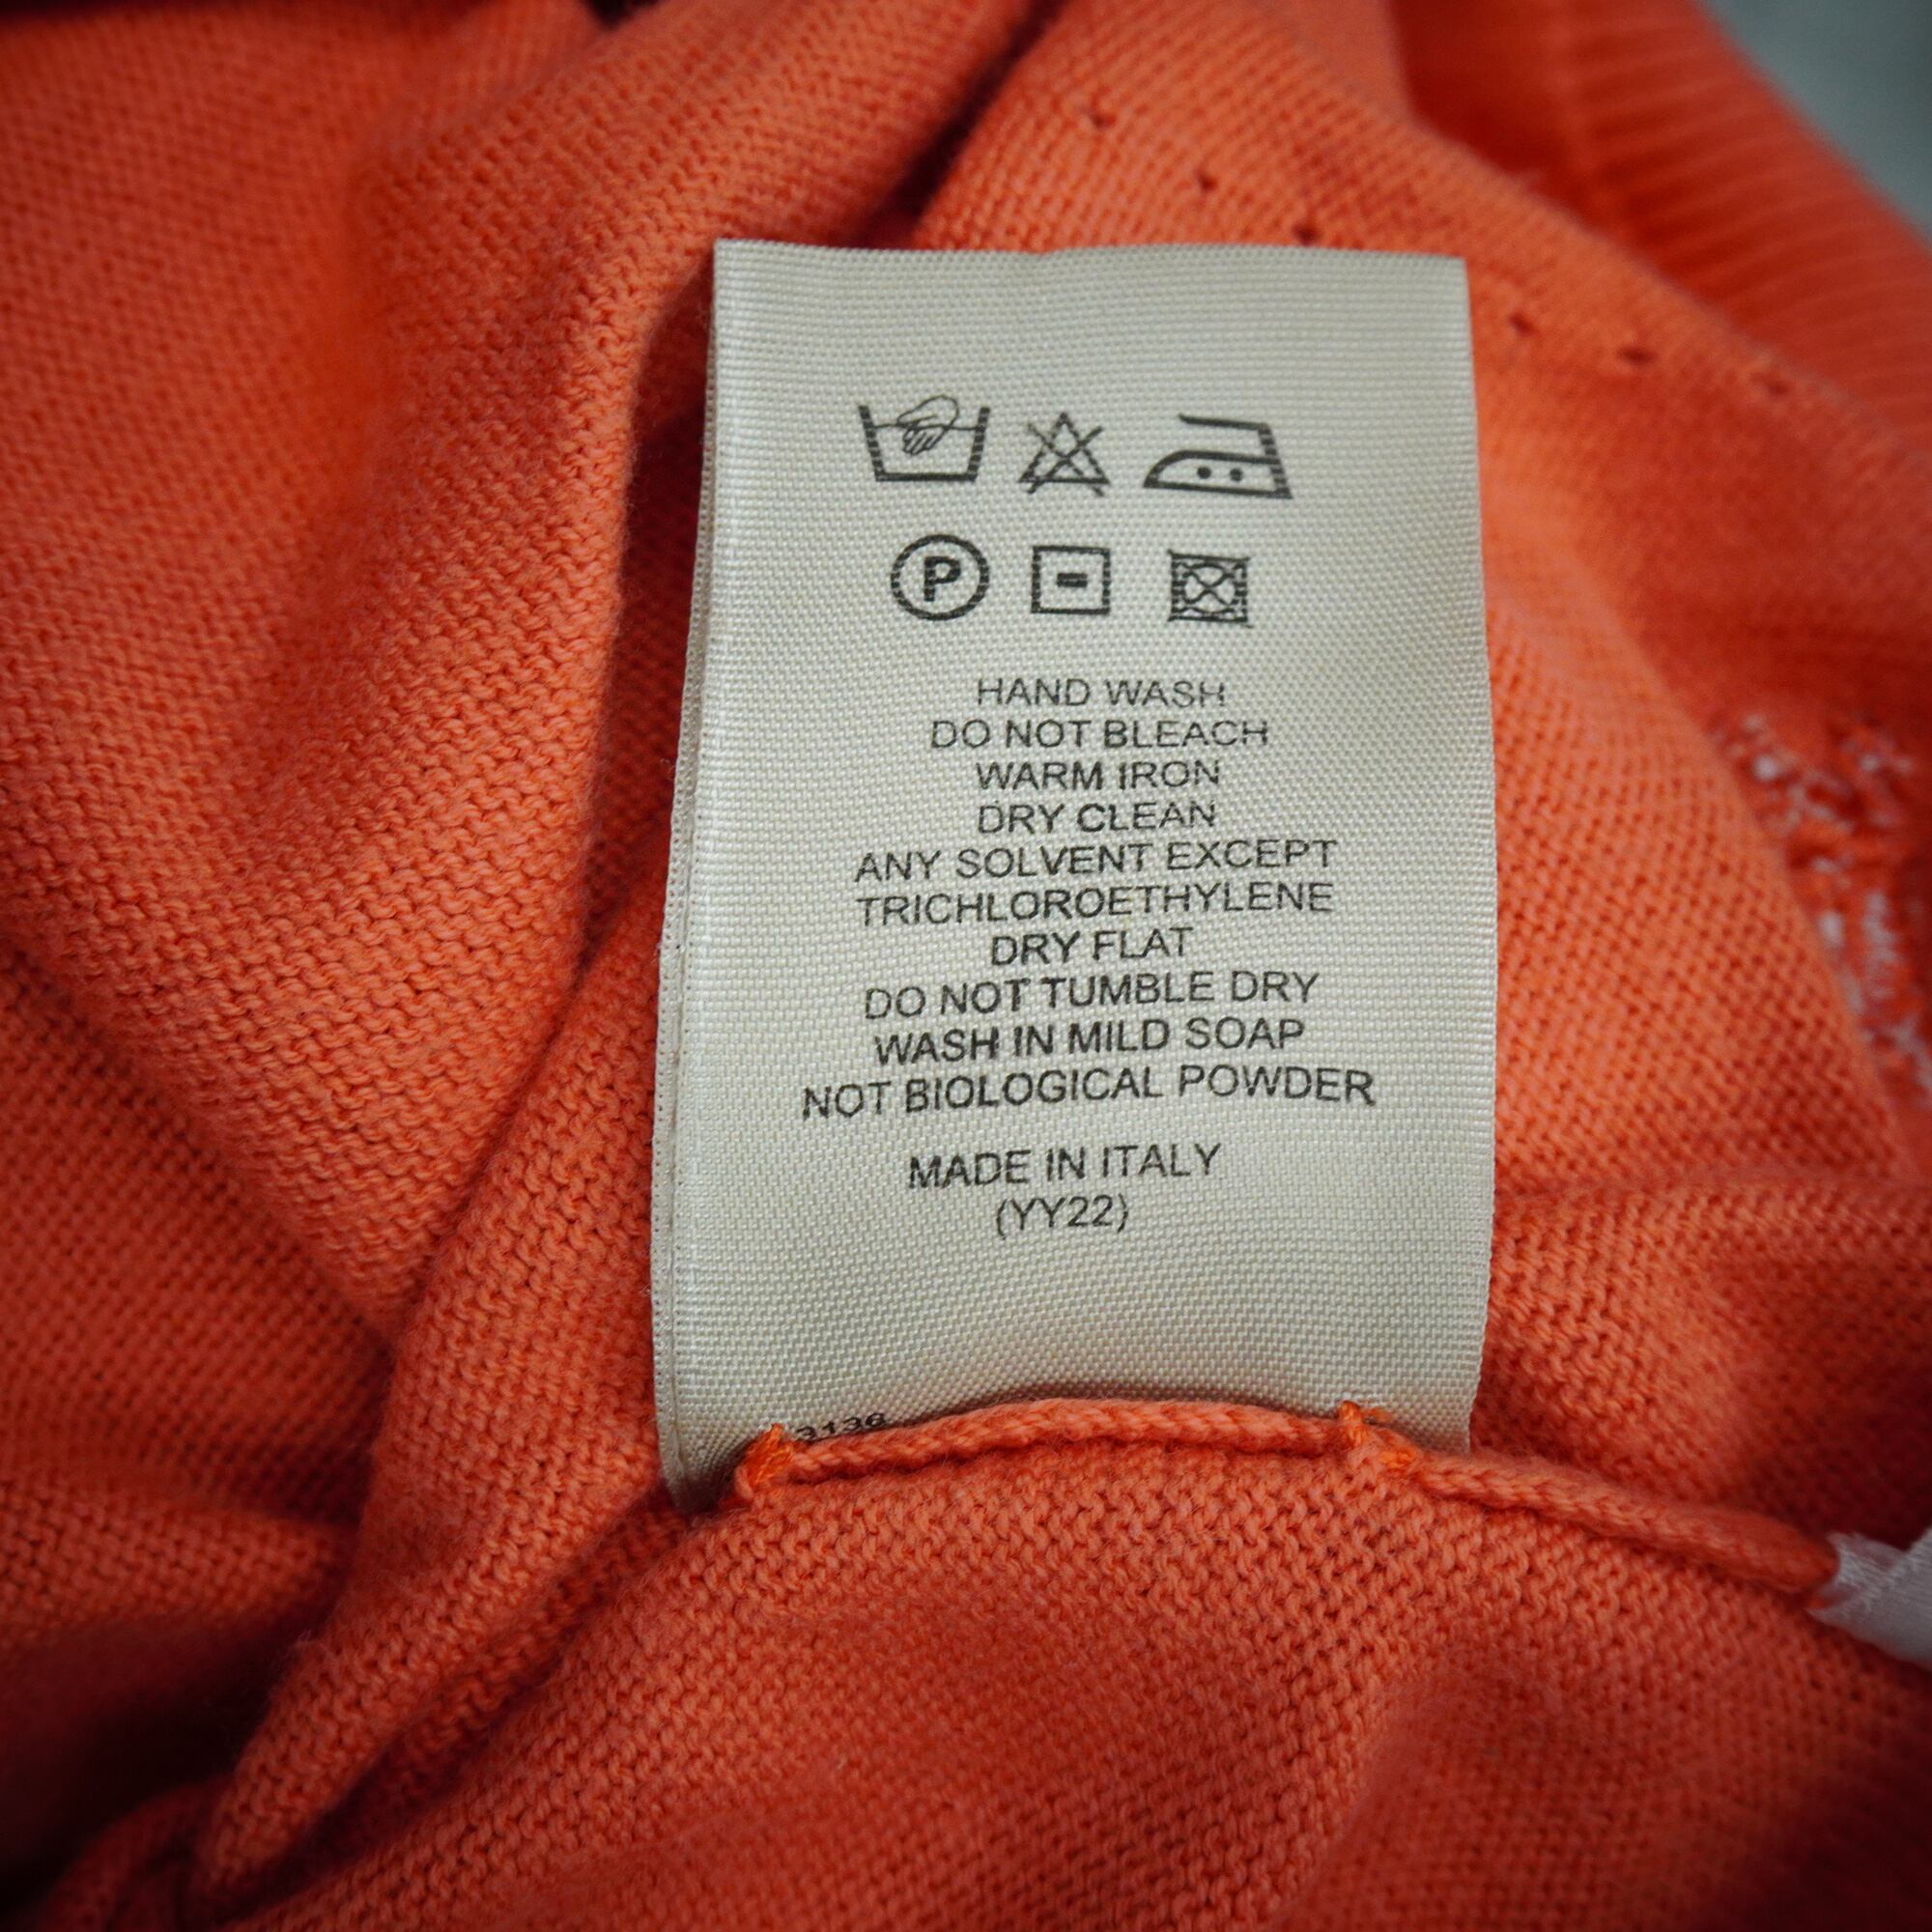 P
HAND WASH
DO NOT BLEACH
WARM IRON
DRY CLEAN
ANY SOLVENT EXCEPT
TRICHLOROETHYLENE
DRY FLAT
DO NOT TUMBLE DRY
WASH IN MILD SOAP
NOT BIOLOGICAL POWDER
MADE IN ITALY
(YY22)